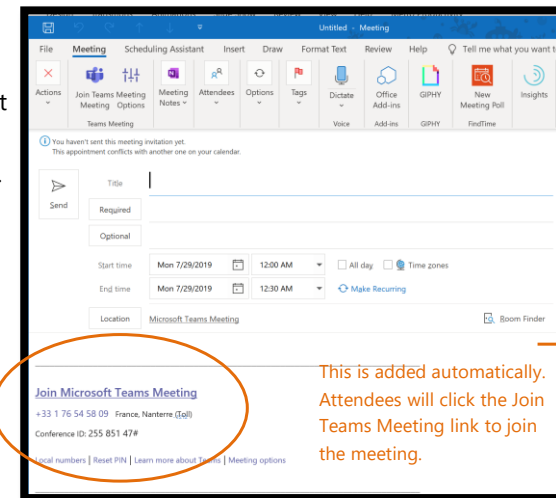 Untitled - Meeting
File Meeting Scheduling Assistant Insert Draw Format Text Review Help Tell me what you want to
Actions
Join Teams Meeting
Meeting Options
Meeting Notes
Attendees
Options
Tags
Dictate
Office Add-ins
GIPHY
New Meeting Poll
Insights
Teams Meeting Voice Add-ins GIPHY FindTime
You haven't sent this meeting invitation yet.
This appointment conflicts with another one on your calendar.
Send
Title
Required
Optional
Start time Mon 7/29/2019 12:00 AM All day Time zones
End time Mon 7/29/2019 12:30 AM Make Recurring
Location Microsoft Teams Meeting Room Finder
Join Microsoft Teams Meeting
+33 1 76 54 58 09 France, Nanterre (Toll)
Conference ID: 255 851 47#
Local numbers | Reset PIN | Learn more about Teams | Meeting options
This is added automatically.
Attendees will click the Join
Teams Meeting link to join
the meeting.